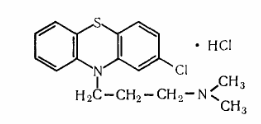 S
· HCl
N
Cl
H₂C–CH₂–CH₂–N
CH₃
CH₃